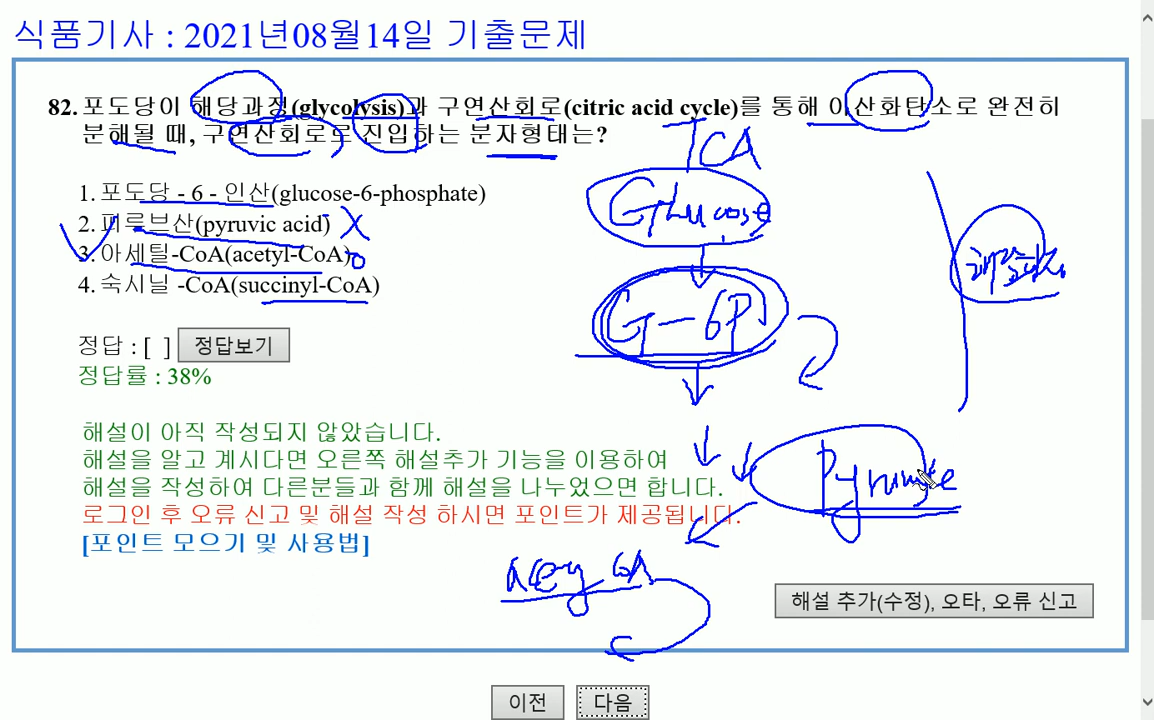 식품기사 : 2021년08월14일 기출문제
82. 포도당이 해당과정(glycolysis)과 구연산회로(citric acid cycle)를 통해 이산화탄소로 완전히
분해될 때, 구연산회로로 진입하는 분자형태는?
TCA
1. 포도당 - 6 - 인산(glucose-6-phosphate)
Glucose
2. 피루브산(pyruvic acid)
3. 아세틸-CoA(acetyl-CoA)
해당과정
4. 숙시닐 -CoA(succinyl-CoA)
G-6P
정답 : [ ] 정답보기
정답률 : 38%
해설이 아직 작성되지 않았습니다.
해설을 알고 계시다면 오른쪽 해설추가 기능을 이용하여
해설을 작성하여 다른분들과 함께 해설을 나누었으면 합니다.
로그인 후 오류 신고 및 해설 작성 하시면 포인트가 제공됩니다.
[포인트 모으기 및 사용법]
해설 추가(수정), 오타, 오류 신고
이전 다음